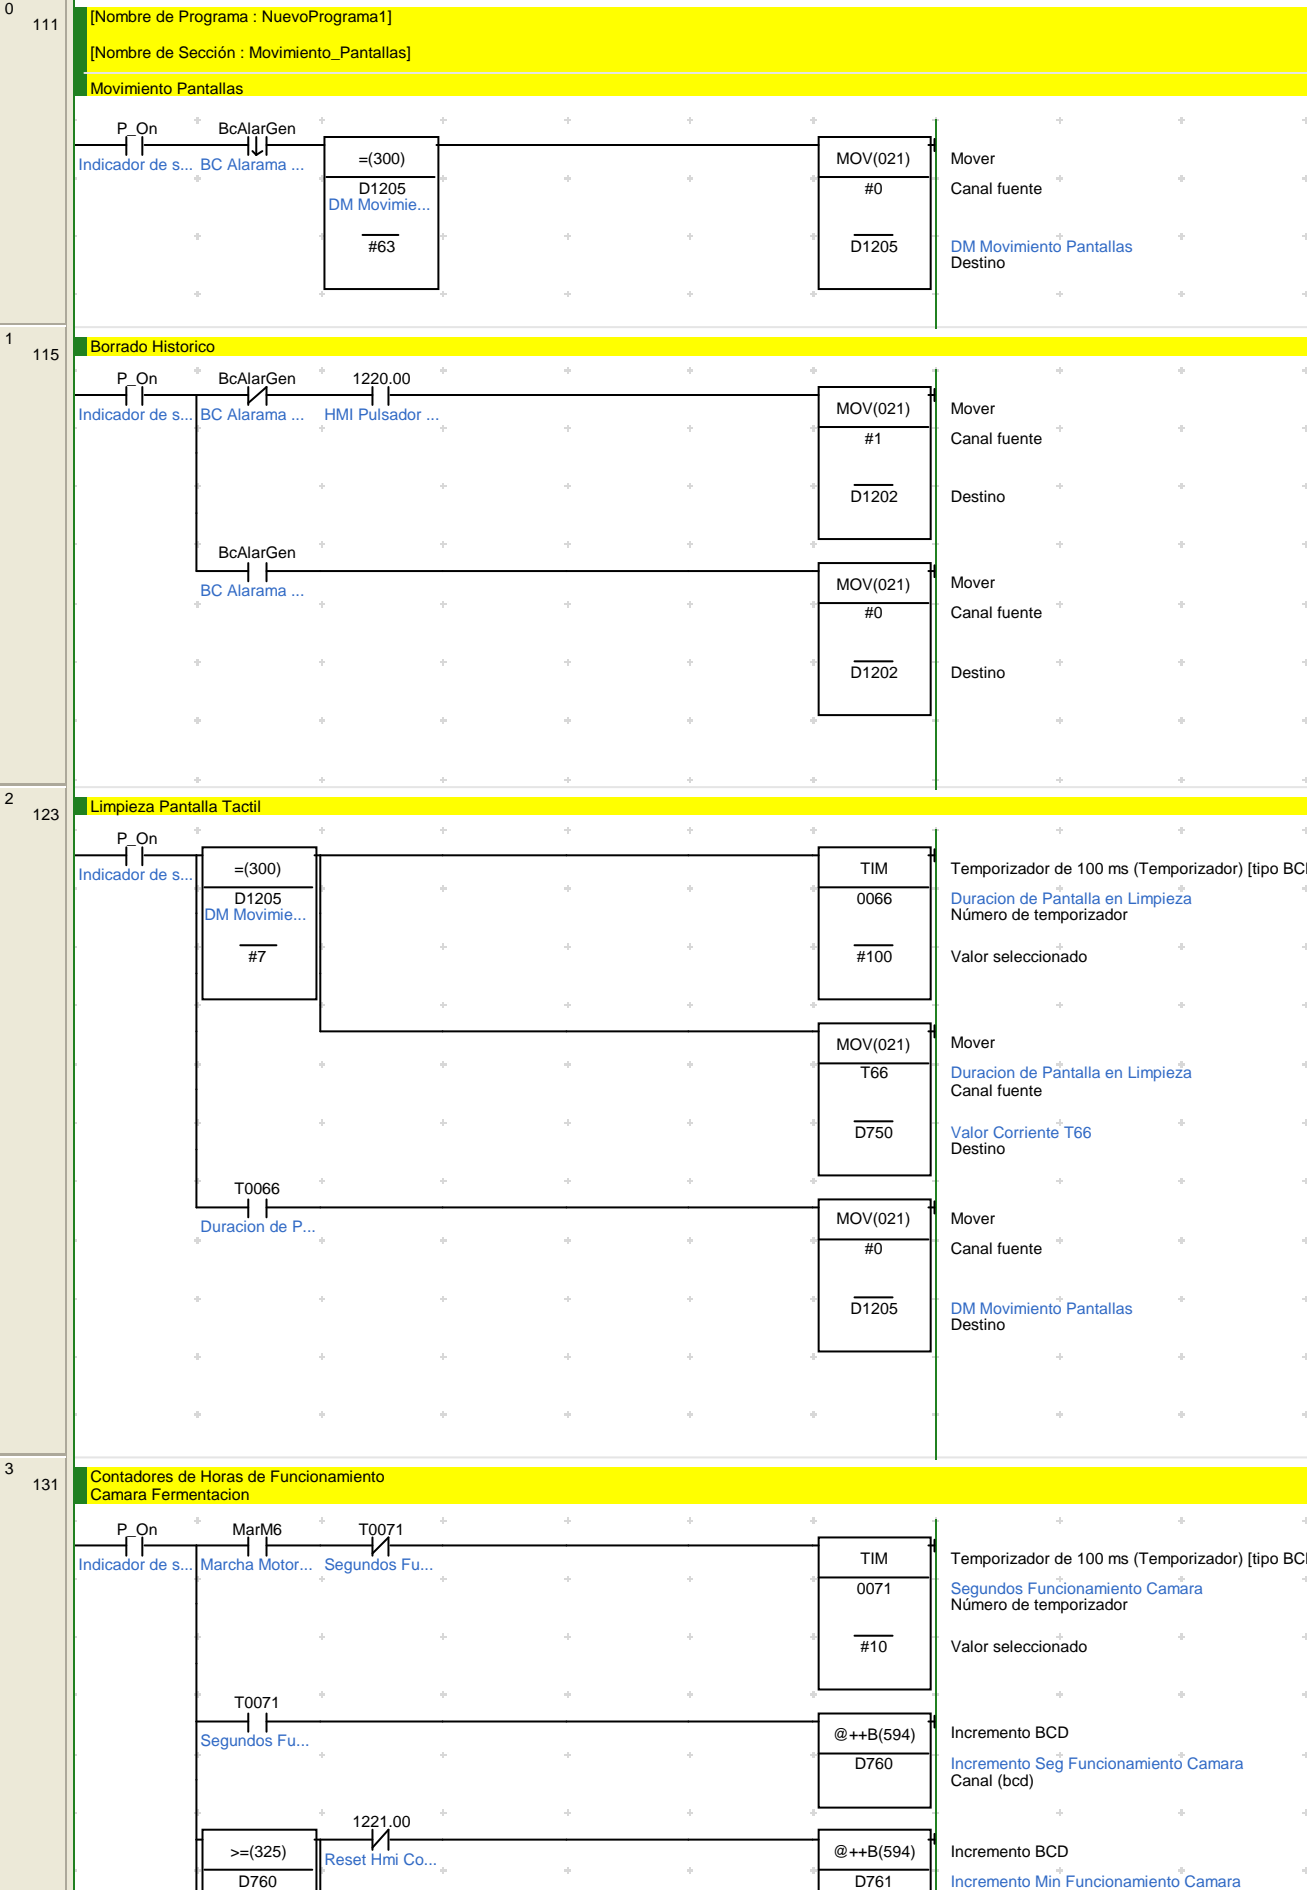 0
111
[Nombre de Programa : NuevoPrograma1]
[Nombre de Sección : Movimiento_Pantallas]
Movimiento Pantallas
P_On BcAlarGen
Indicador de s... BC Alarama ...
=(300)
D1205
DM Movimie...
#63
MOV(021) Mover
#0 Canal fuente
D1205 DM Movimiento Pantallas
Destino
1
115
Borrado Historico
P_On BcAlarGen 1220.00
Indicador de s... BC Alarama ... HMI Pulsador ...
MOV(021) Mover
#1 Canal fuente
D1202 Destino
BcAlarGen
BC Alarama ...
MOV(021) Mover
#0 Canal fuente
D1202 Destino
2
123
Limpieza Pantalla Tactil
P_On
Indicador de s...
=(300)
D1205
DM Movimie...
#7
TIM Temporizador de 100 ms (Temporizador) [tipo BC
0066 Duracion de Pantalla en Limpieza
Número de temporizador
#100 Valor seleccionado
MOV(021) Mover
T66 Duracion de Pantalla en Limpieza
Canal fuente
D750 Valor Corriente T66
Destino
T0066
Duracion de P...
MOV(021) Mover
#0 Canal fuente
D1205 DM Movimiento Pantallas
Destino
3
131
Contadores de Horas de Funcionamiento
Camara Fermentacion
P_On MarM6 T0071
Indicador de s... Marcha Motor... Segundos Fu...
TIM Temporizador de 100 ms (Temporizador) [tipo BC
0071 Segundos Funcionamiento Camara
Número de temporizador
#10 Valor seleccionado
T0071
Segundos Fu...
@++B(594) Incremento BCD
D760 Incremento Seg Funcionamiento Camara
Canal (bcd)
1221.00
Reset Hmi Co...
>=(325)
D760
@++B(594) Incremento BCD
D761 Incremento Min Funcionamiento Camara